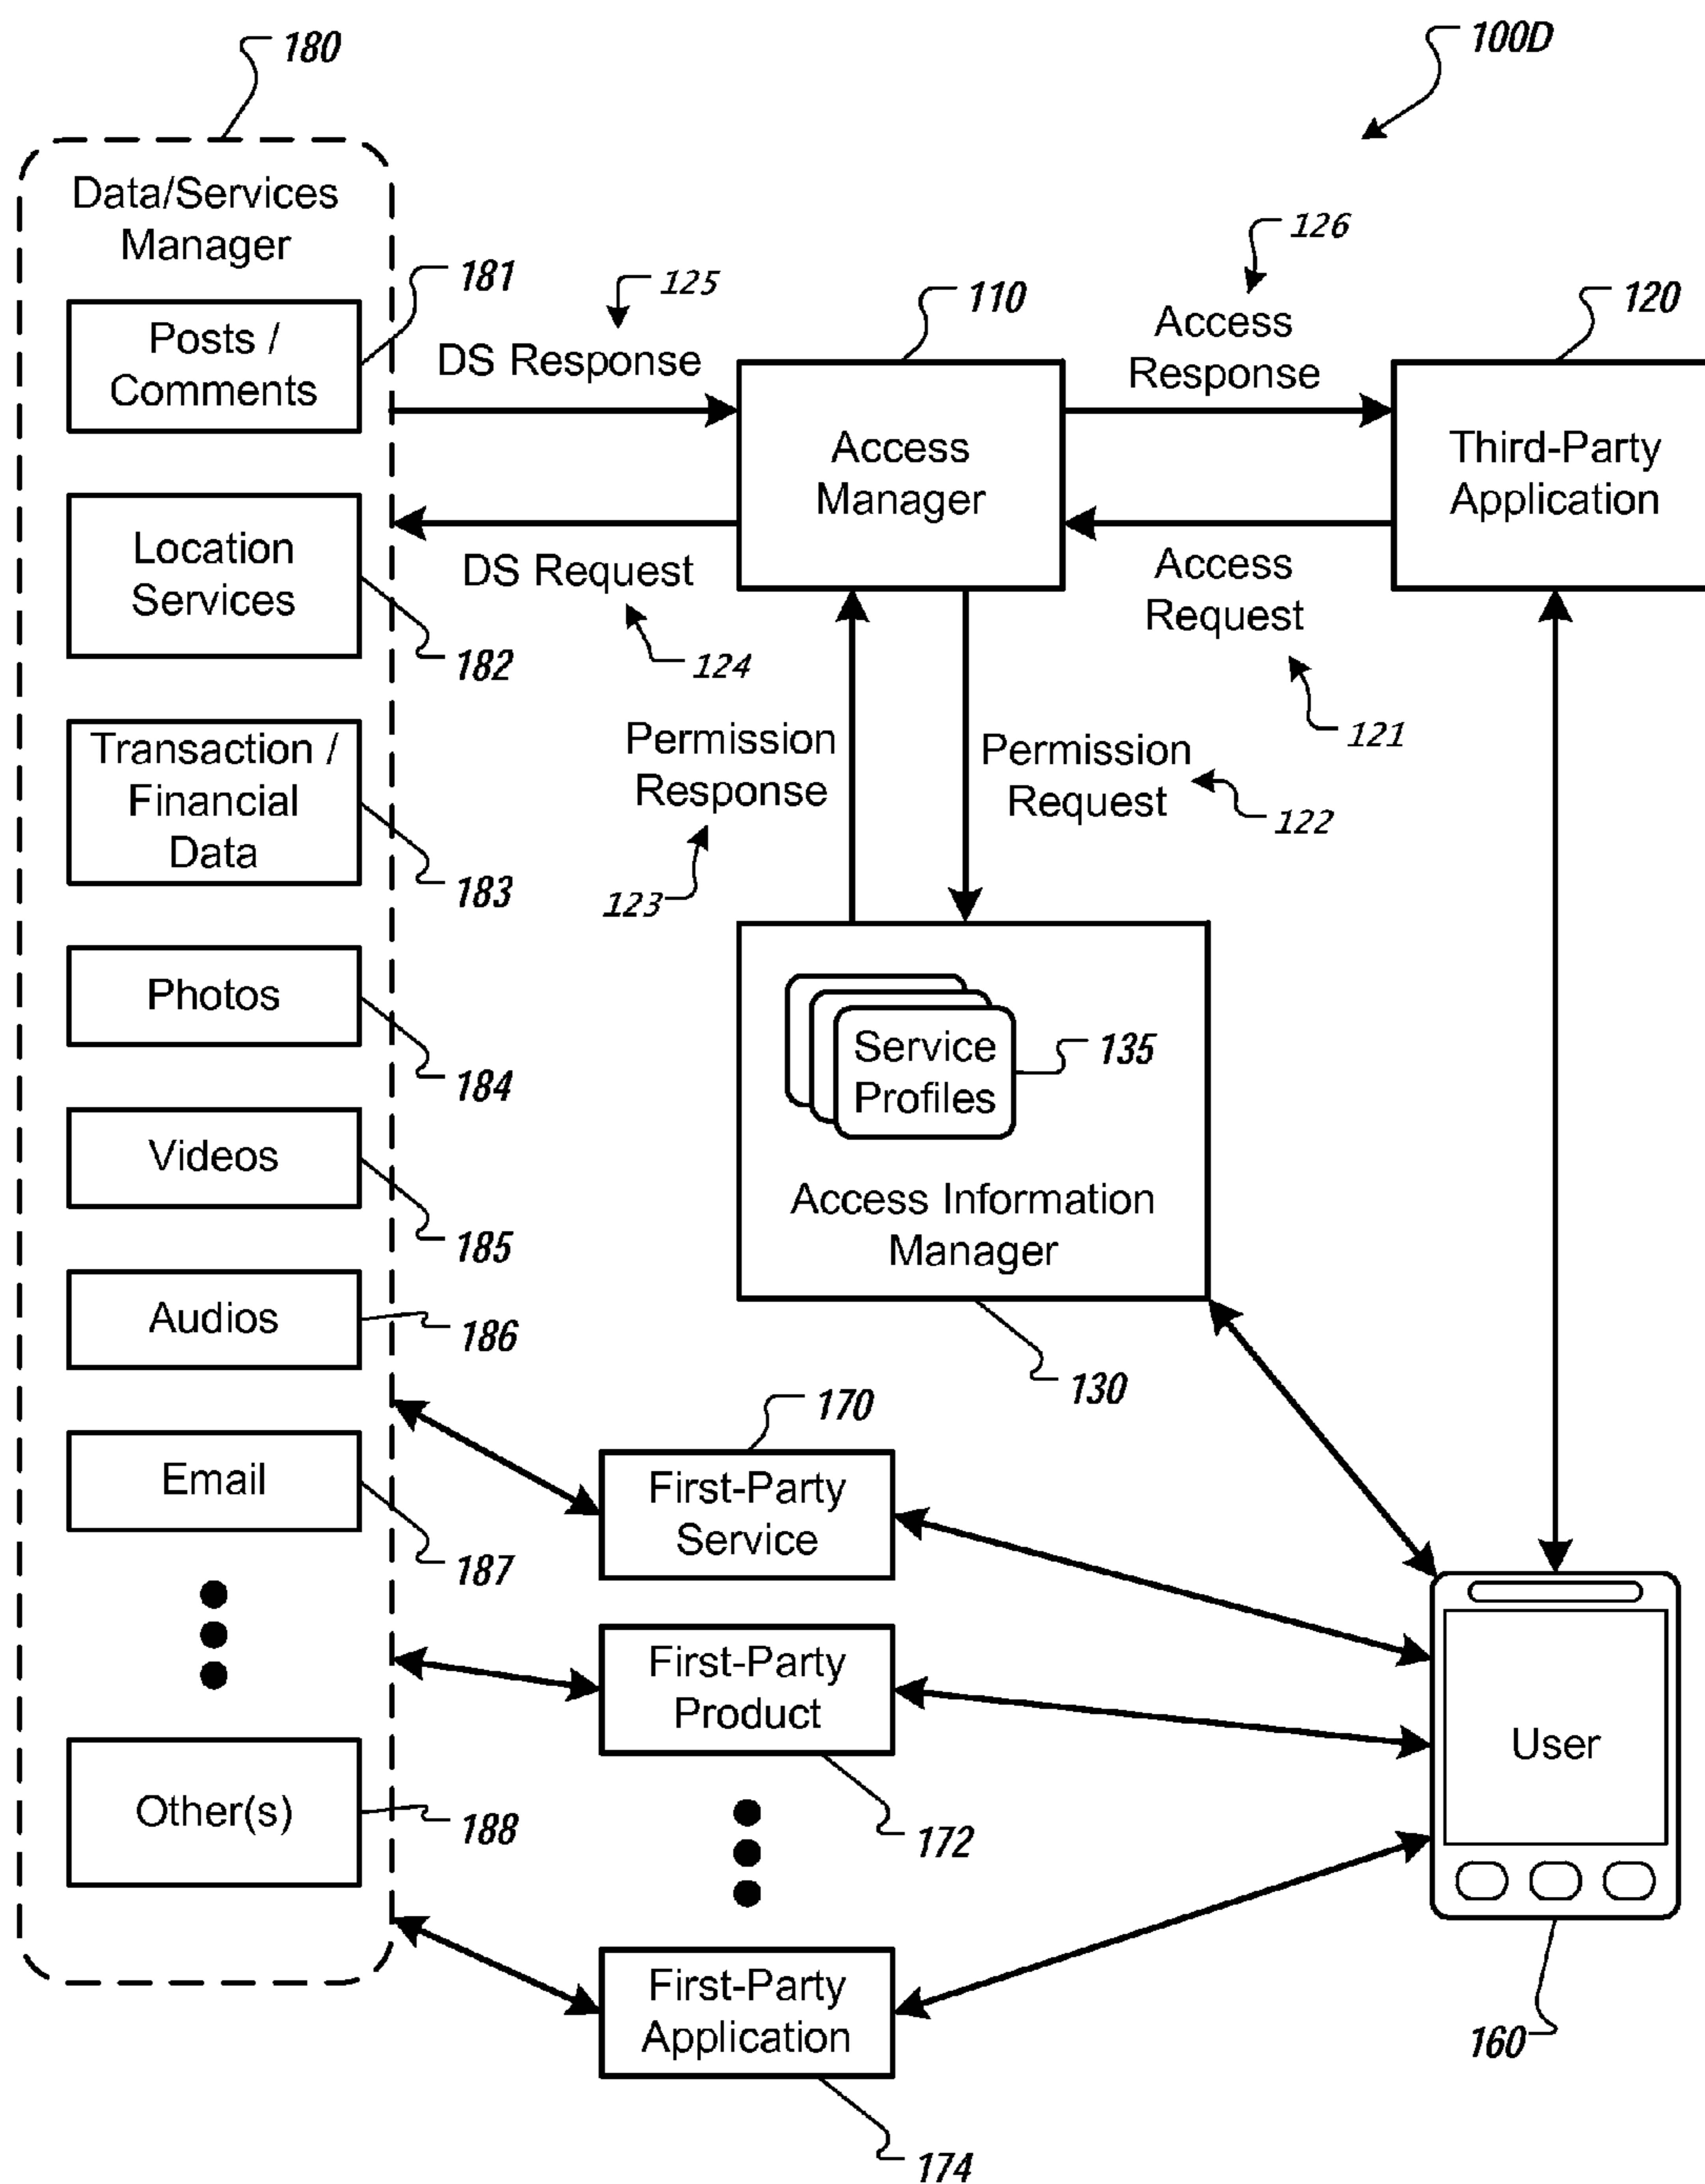 180
100D
Data/Services
Manager
181
Posts /
Comments
Location
Services
182
Transaction /
Financial
Data
183
Photos
184
Videos
185
Audios
186
Email
187
Other(s)
188
125
DS Response
DS Request
124
110
Access
Manager
126
Access
Response
120
Third-Party
Application
Access
Request
121
Permission
Response
123
Permission
Request
122
Service
Profiles
135
Access Information
Manager
130
170
First-Party
Service
First-Party
Product
172
First-Party
Application
174
User
160